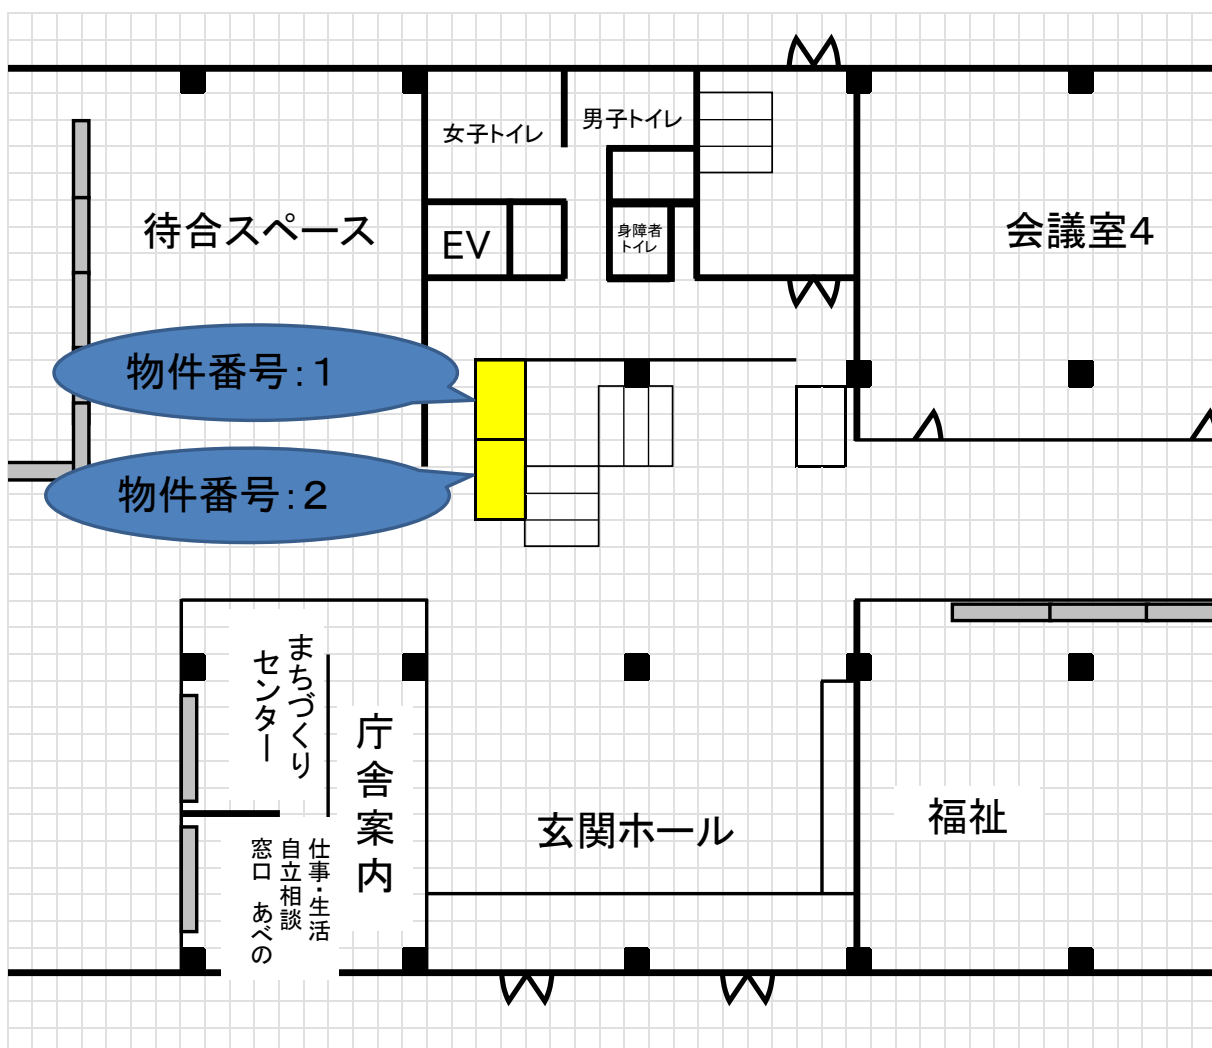 女子トイレ
男子トイレ
待合スペース
EV
身障者
トイレ
会議室4
物件番号:1
物件番号:2
まちづくり
センター
庁舎案内
仕事・生活
自立相談
窓口 あべの
玄関ホール
福祉